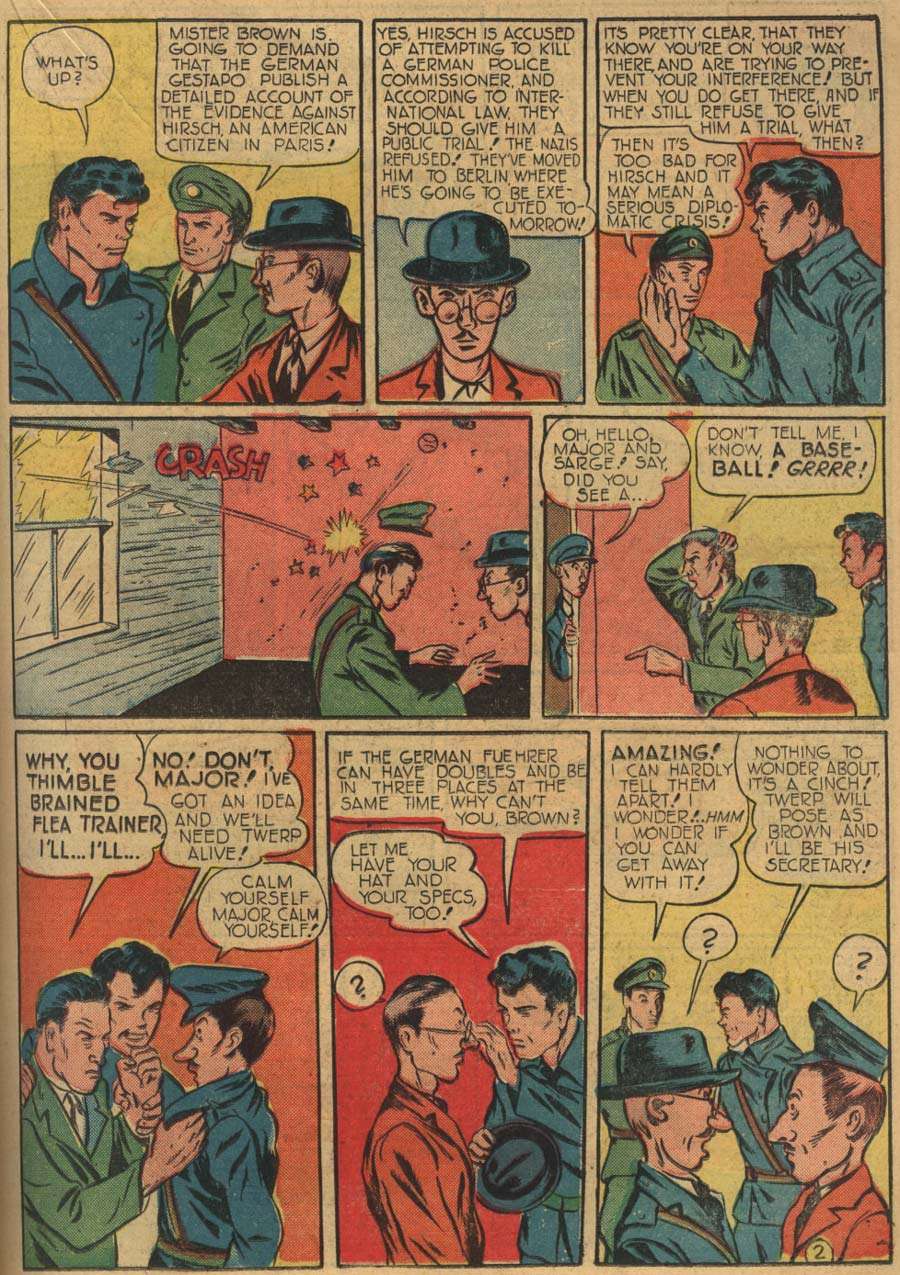 WHAT'S
UP?
MISTER BROWN IS
GOING TO DEMAND
THAT THE GERMAN
GESTAPO PUBLISH A
DETAILED ACCOUNT OF
THE EVIDENCE AGAINST
HIRSCH, AN AMERICAN
CITIZEN IN PARIS!
YES, HIRSCH IS ACCUSED
OF ATTEMPTING TO KILL
A GERMAN POLICE
COMMISSIONER, AND
ACCORDING TO INTER-
NATIONAL LAW, THEY
SHOULD GIVE HIM A
PUBLIC TRIAL! THE NAZIS
REFUSED! THEY'VE MOVED
HIM TO BERLIN, WHERE
HE'S GOING TO BE EXE-
CUTED TO-
MORROW!
IT'S PRETTY CLEAR, THAT THEY
KNOW YOU'RE ON YOUR WAY
THERE, AND ARE TRYING TO PRE-
VENT YOUR INTERFERENCE! BUT
WHEN YOU DO GET THERE, AND IF
THEY STILL REFUSE TO GIVE
HIM A TRIAL, WHAT
THEN?
THEN IT'S
TOO BAD FOR
HIRSCH AND IT
MAY MEAN A
SERIOUS DIPLO-
MATIC CRISIS!
CRASH
OH, HELLO,
MAJOR AND
SARGE! SAY,
DID YOU
SEE A...
DON'T TELL ME, I
KNOW, A BASE-
BALL! GRRRR!
WHY, YOU
THIMBLE
BRAINED
FLEA TRAINER
I'LL... I'LL...
NO! DON'T,
MAJOR! I'VE
GOT AN IDEA
AND WE'LL
NEED TWERP
ALIVE!
CALM
YOURSELF
MAJOR, CALM
YOURSELF!
IF THE GERMAN FUEHRER
CAN HAVE DOUBLES AND BE
IN THREE PLACES AT THE
SAME TIME, WHY CAN'T
YOU, BROWN?
LET ME
HAVE YOUR
HAT AND
YOUR SPECS,
TOO!
?
AMAZING!
I CAN HARDLY
TELL THEM
APART! I
WONDER!..HMM
I WONDER IF
YOU CAN
GET AWAY
WITH IT!
NOTHING TO
WONDER ABOUT,
IT'S A CINCH!
TWERP WILL
POSE AS
BROWN AND
I'LL BE HIS
SECRETARY!
?
?
2